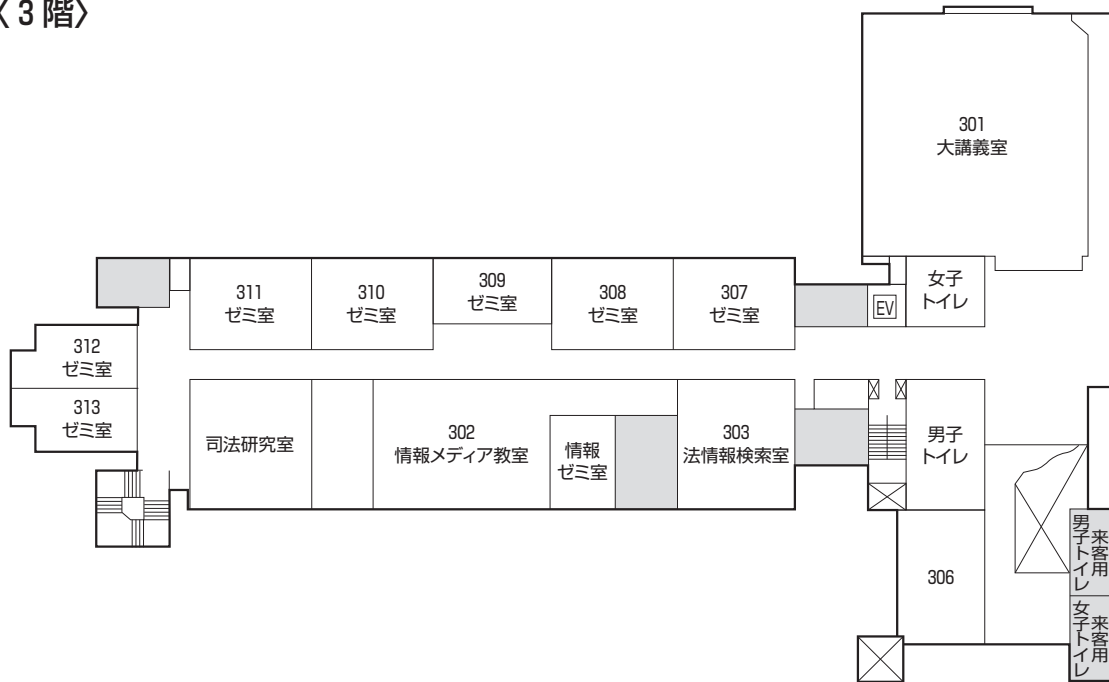 〈3階〉
301
大講義室
311
ゼミ室
310
ゼミ室
309
ゼミ室
308
ゼミ室
307
ゼミ室
EV
女子
トイレ
312
ゼミ室
313
ゼミ室
司法研究室
302
情報メディア教室
情報
ゼミ室
303
法情報検索室
男子
トイレ
306
来客用
男子トイレ
来客用
女子トイレ